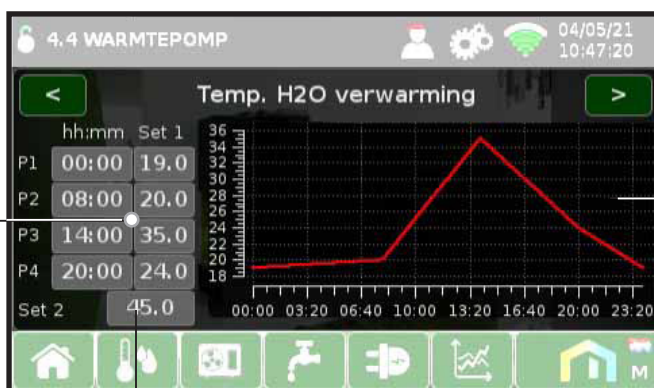 4.4 WARMTEPOMP
04/05/21
10:47:20
<
Temp. H2O verwarming
>
hh:mm Set 1
P1 00:00 19.0
P2 08:00 20.0
P3 14:00 35.0
P4 20:00 24.0
Set 2 45.0
36
34
32
30
28
26
24
22
20
18
00:00 03:20 06:40 10:00 13:20 16:40 20:00 23:20
M